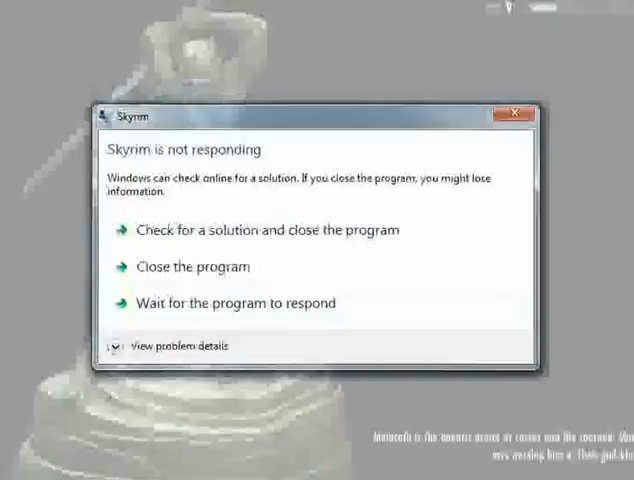 Skyrim
Skyrim is not responding
Windows can check online for a solution. If you close the program, you might lose
information.
Check for a solution and close the program
Close the program
Wait for the program to respond
View problem details
is the